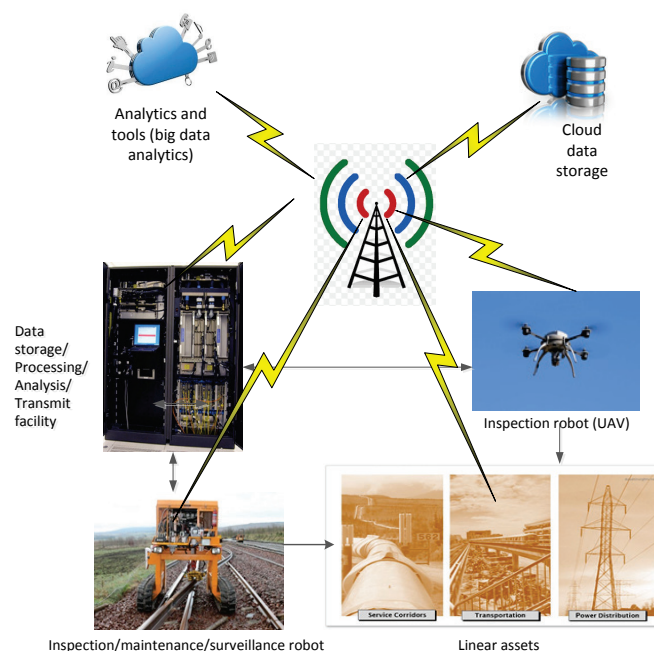 Analytics and
tools (big data
analytics)
Cloud
data
storage
Data
storage/
Processing/
Analysis/
Transmit
facility
Inspection robot (UAV)
Service Corridors
Transportation
Power Distribution
Inspection/maintenance/surveillance robot
Linear assets